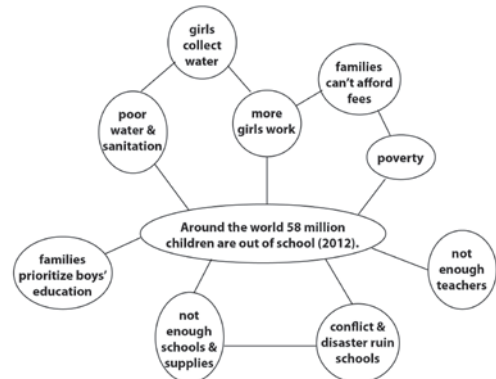 girls
collect
water
families
can't afford
fees
poor
water &
sanitation
more
girls work
poverty
Around the world 58 million
children are out of school (2012).
families
prioritize boys'
education
not
enough
teachers
not
enough
schools &
supplies
conflict &
disaster ruin
schools